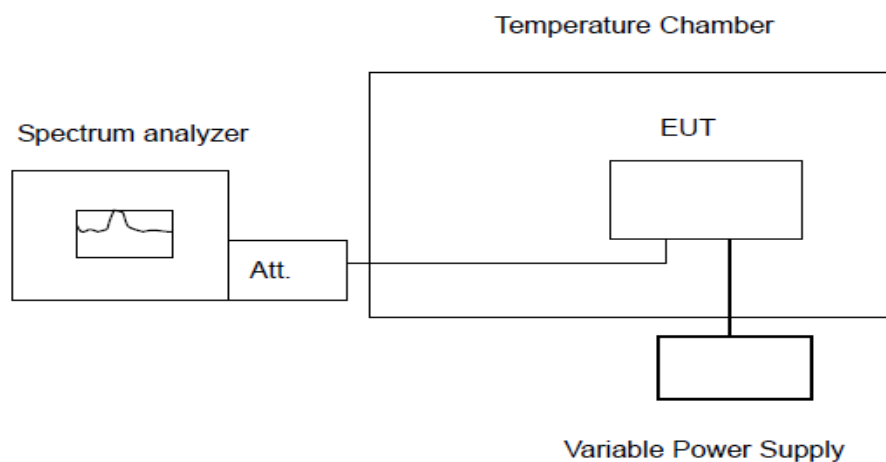 Temperature Chamber
Spectrum analyzer
EUT
Att.
Variable Power Supply